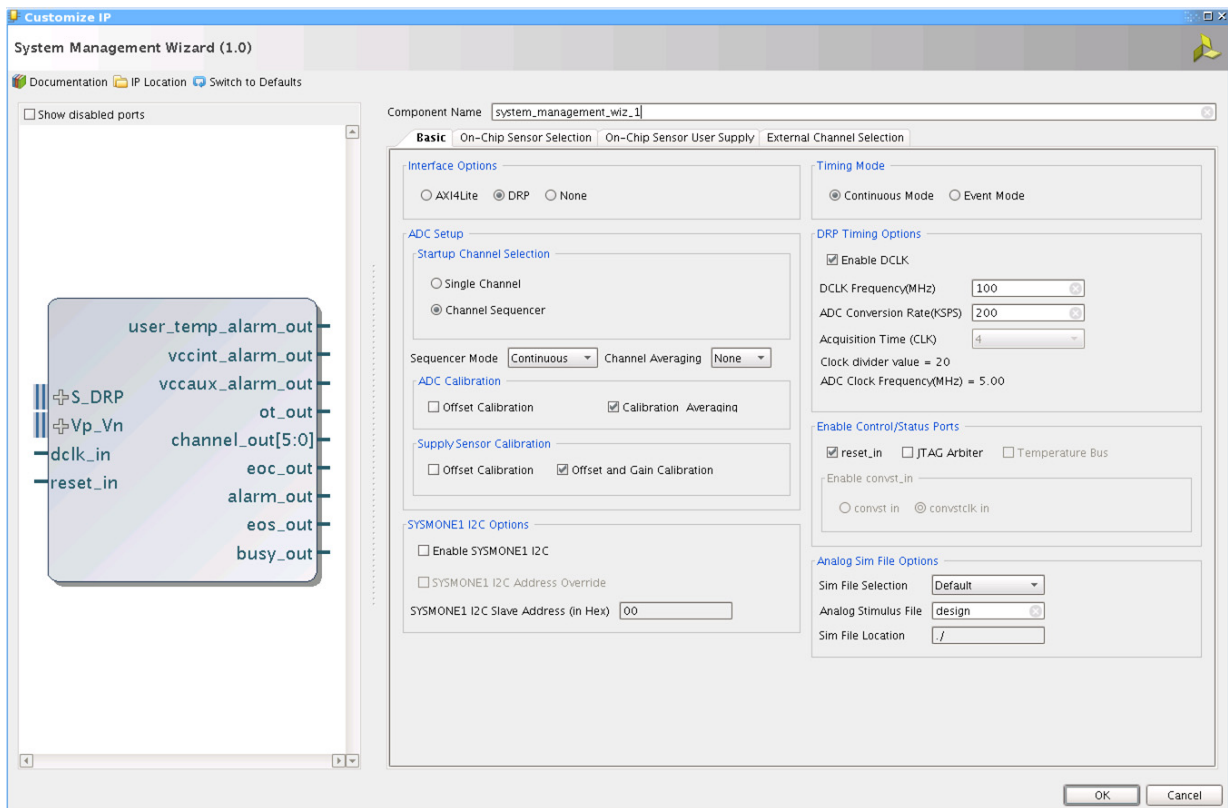 Customize IP
System Management Wizard (1.0)
Documentation IP Location Switch to Defaults
Show disabled ports
user_temp_alarm_out
vccint_alarm_out
vccaux_alarm_out
ot_out
channel_out[5:0]
eoc_out
alarm_out
eos_out
busy_out
S_DRP
Vp_Vn
dclk_in
reset_in
Component Name system_management_wiz_1
Basic On-Chip Sensor Selection On-Chip Sensor User Supply External Channel Selection
Interface Options
AXI4Lite DRP None
ADC Setup
Startup Channel Selection
Single Channel
Channel Sequencer
Sequencer Mode Continuous Channel Averaging None
ADC Calibration
Offset Calibration Calibration Averaging
Supply Sensor Calibration
Offset Calibration Offset and Gain Calibration
SYSMONE1 I2C Options
Enable SYSMONE1 I2C
SYSMONE1 I2C Address Override
SYSMONE1 I2C Slave Address (in Hex) 00
Timing Mode
Continuous Mode Event Mode
DRP Timing Options
Enable DCLK
DCLK Frequency(MHz) 100
ADC Conversion Rate(KSPS) 200
Acquisition Time (CLK) 4
Clock divider value = 20
ADC Clock Frequency(MHz) = 5.00
Enable Control/Status Ports
reset_in JTAG Arbiter Temperature Bus
Enable convst_in
convst in convstclk in
Analog Sim File Options
Sim File Selection Default
Analog Stimulus File design
Sim File Location ./
OK Cancel